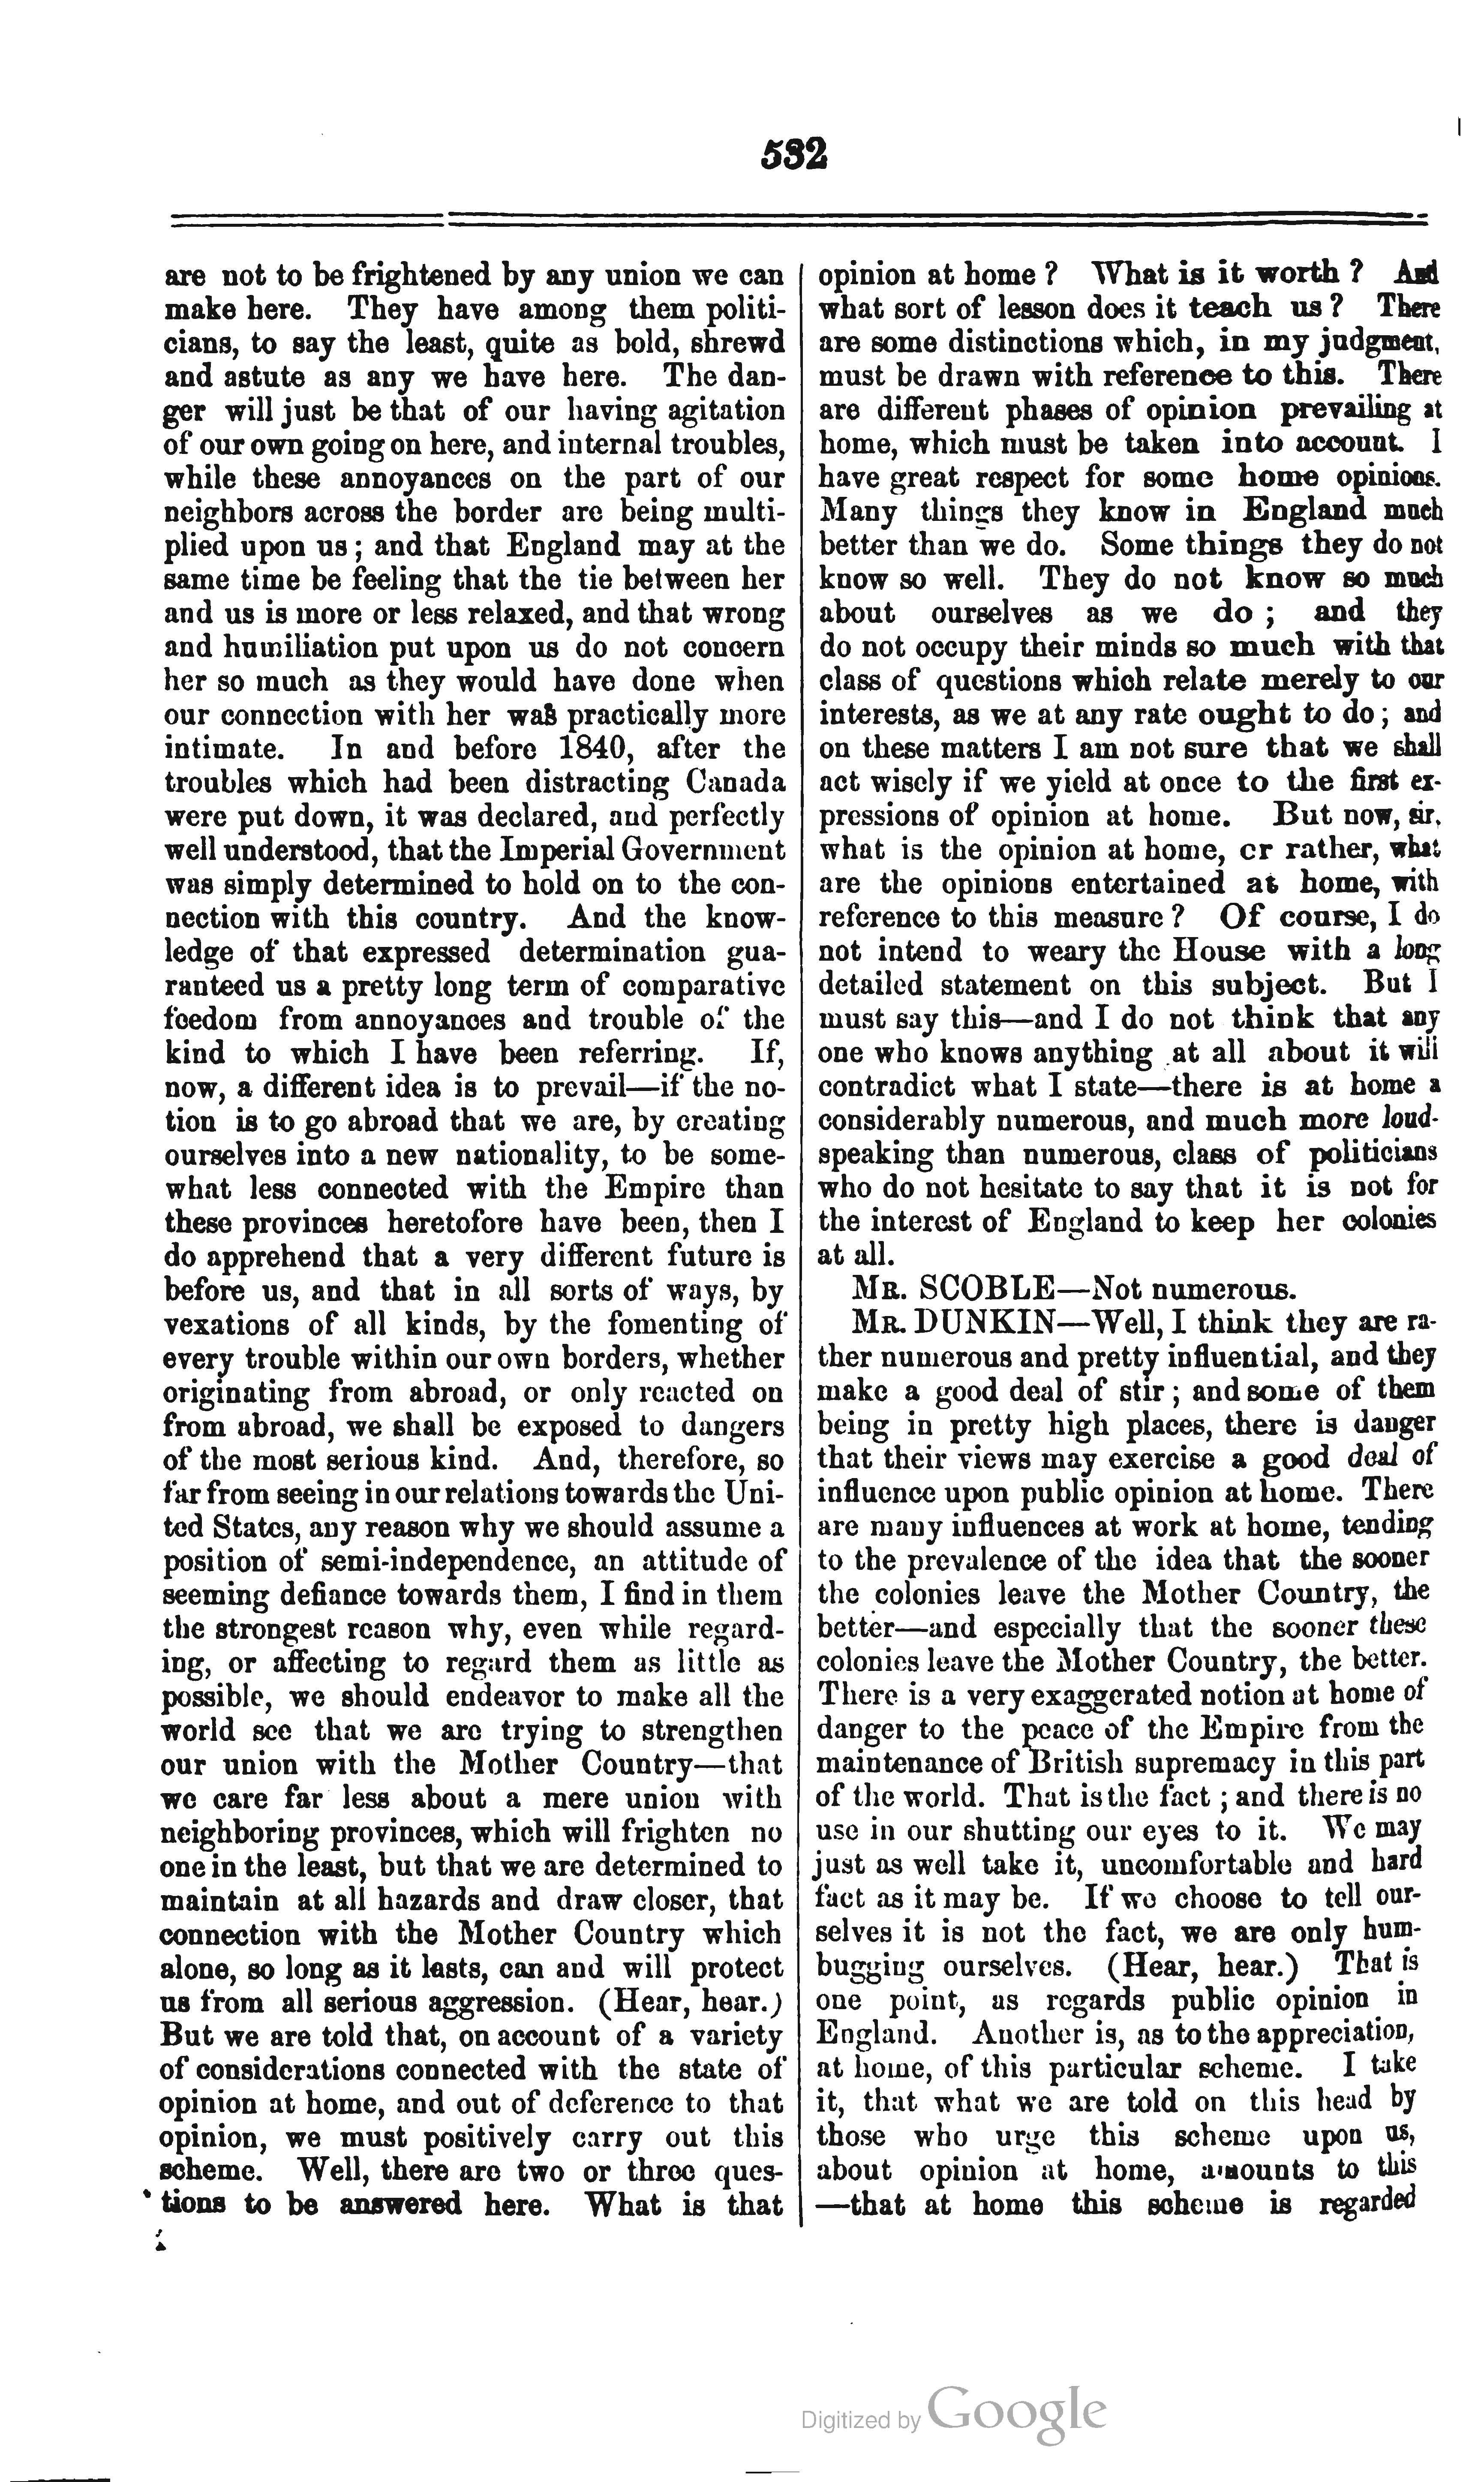 532
are not to be frightened by any union we can
make here. They have among them politi-
cians, to say the least, quite as bold, shrewd
and astute as any we have here. The dan-
ger will just be that of our having agitation
of our own going on here, and internal troubles,
while these annoyances on the part of our
neighbors across the border are being multi-
plied upon us; and that England may at the
same time be feeling that the tie between her
and us is more or less relaxed, and that wrong
and humiliation put upon us do not concern
her so much as they would have done when
our connection with her was practically more
intimate. In and before 1840, after the
troubles which had been distracting Canada
were put down, it was declared, and perfectly
well understood, that the Imperial Government
was simply determined to hold on to the con-
nection with this country. And the know-
ledge of that expressed determination gua-
ranteed us a pretty long term of comparative
feedom from annoyances and trouble of the
kind to which I have been referring. If,
now, a different idea is to prevail—if the no-
tion is to go abroad that we are, by creating
ourselves into a new nationality, to be some-
what less connected with the Empire than
these provinces heretofore have been, then I
do apprehend that a very different future is
before us, and that in all sorts of ways, by
vexations of all kinds, by the fomenting of
every trouble within our own borders, whether
originating from abroad, or only reacted on
from abroad, we shall be exposed to dangers
of the most serious kind. And, therefore, so
far from seeing in our relations towards the Uni-
ted States, any reason why we should assume a
position of semi-independence, an attitude of
seeming defiance towards them, I find in them
the strongest reason why, even while regard-
ing, or affecting to regard them as little as
possible, we should endeavor to make all the
world see that we are trying to strengthen
our union with the Mother Country—that
we care far less about a mere union with
neighboring provinces, which will frighten no
one in the least, but that we are determined to
maintain at all hazards and draw closer, that
connection with the Mother Country which
alone, so long as it lasts, can and will protect
us from all serious aggression. (Hear, hear.)
But we are told that, on account of a variety
of considerations connected with the state of
opinion at home, and out of deference to that
opinion, we must positively carry out this
scheme. Well, there are two or three ques-
tions to be answered here. What is that
opinion at home? What is it worth? And
what sort of lesson does it teach us? There
are some distinctions which, in my judgment,
must be drawn with reference to this. There
are different phases of opinion prevailing at
home, which must be taken into account. I
have great respect for some home opinions.
Many things they know in England much
better than we do. Some things they do not
know so well. They do not know so much
about ourselves as we do; and they
do not occupy their minds so much with that
class of questions which relate merely to our
interests, as we at any rate ought to do; and
on these matters I am not sure that we shall
act wisely if we yield at once to the first ex-
pressions of opinion at home. But now, sir,
what is the opinion at home, or rather, what
are the opinions entertained at home, with
reference to this measure? Of course, I do
not intend to weary the House with a long
detailed statement on this subject. But I
must say this—and I do not think that any
one who knows anything at all about it will
contradict what I state—there is at home a
considerably numerous, and much more loud-
speaking than numerous, class of politicians
who do not hesitate to say that it is not for
the interest of England to keep her colonies
at all.
MR. SCOBLE—Not numerous.
MR. DUNKIN—Well, I think they are ra-
ther numerous and pretty influential, and they
make a good deal of stir; and some of them
being in pretty high places, there is danger
that their views may exercise a good deal of
influence upon public opinion at home. There
are many influences at work at home, tending
to the prevalence of the idea that the sooner
the colonies leave the Mother Country, the
better—and especially that the sooner these
colonies leave the Mother Country, the better.
There is a very exaggerated notion at home of
danger to the peace of the Empire from the
maintenance of British supremacy in this part
of the world. That is the fact; and there is no
use in our shutting our eyes to it. We may
just as well take it, uncomfortable and hard
fact as it may be. If we choose to tell our-
selves it is not the fact, we are only hum-
bugging ourselves. (Hear, hear.) That is
one point, as regards public opinion in
England. Another is, as to the appreciation,
at home, of this particular scheme. I take
it, that what we are told on this head by
those who urge this scheme upon us,
about opinion at home, amounts to this
—that at home this scheme is regarded
Digitized by Google